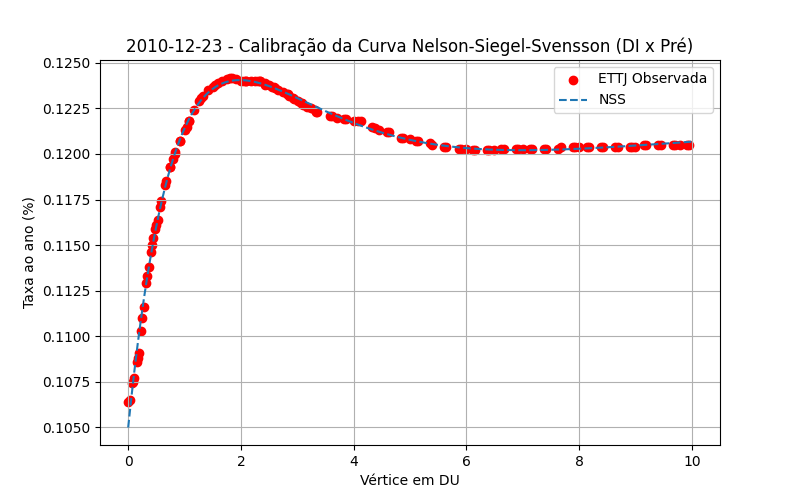 2010-12-23 - Calibração da Curva Nelson-Siegel-Svensson (DI x Pré)
0.1250
0.1225
0.1200
0.1175
0.1150
0.1125
0.1100
0.1075
0.1050
Taxa ao ano (%)
ETTJ Observada
NSS
0 2 4 6 8 10
Vértice em DU